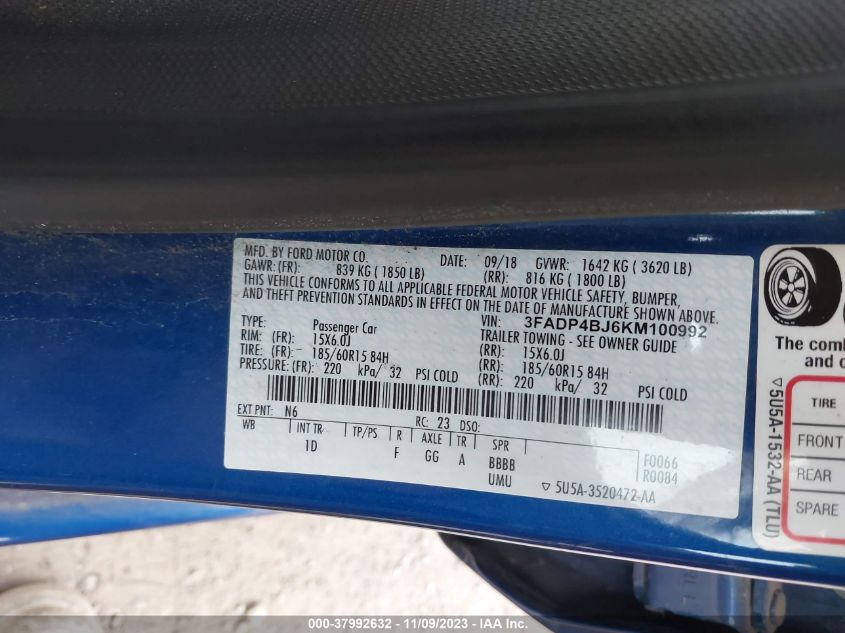 MFD. BY FORD MOTOR CO. DATE: 09/18 GVWR: 1642 KG ( 3620 LB)
GAWR: (FR): 839 KG ( 1850 LB) (RR): 816 KG ( 1800 LB)
THIS VEHICLE CONFORMS TO ALL APPLICABLE FEDERAL MOTOR VEHICLE SAFETY, BUMPER,
AND THEFT PREVENTION STANDARDS IN EFFECT ON THE DATE OF MANUFACTURE SHOWN ABOVE.
VIN: 3FADP4BJ6KM100992
TYPE: Passenger Car TRAILER TOWING - SEE OWNER GUIDE
RIM: (FR): 15X6.0J (RR): 15X6.0J
TIRE: (FR): 185/60R15 84H (RR): 185/60R15 84H
PRESSURE: (FR): 220 kPa/ 32 PSI COLD (RR): 220 kPa/ 32 PSI COLD
EXT PNT: N6 RC: 23 DSO:
WB INT TR TP/PS R AXLE TR SPR
1D F GG A BBBB F0066
UMU R0084
▽ 5U5A-3520472-AA
The comb
and c
▽ 5U5A-1532-AA (TLU)
TIRE
FRONT
REAR
SPARE
000-37992632 - 11/09/2023 - IAA Inc.